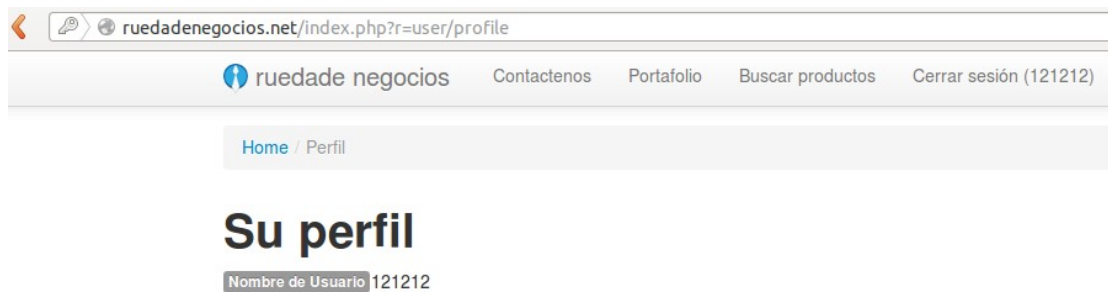 ruedadenegocios.net/index.php?r=user/profile
ruedade negocios Contactenos Portafolio Buscar productos Cerrar sesión (121212)
Home / Perfil
Su perfil
Nombre de Usuario 121212